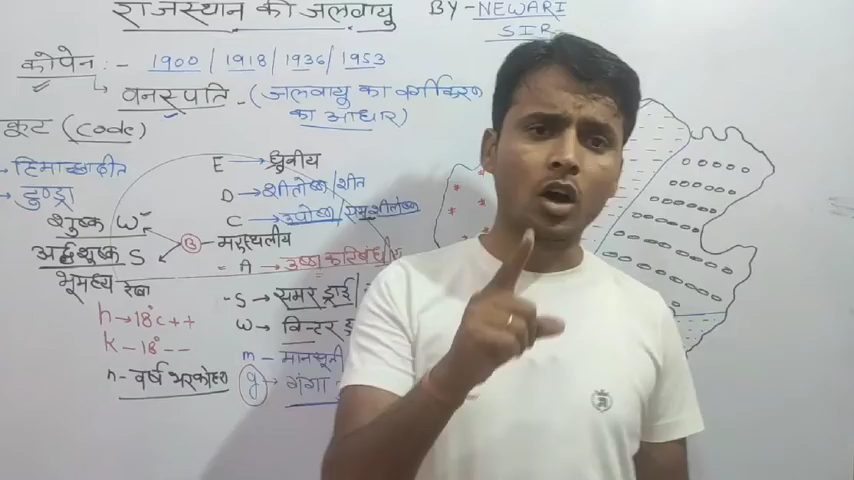 राजस्थान की जलवायु BY-NEWARI SIR
कोपेन :- 1900/1918/1936/1953
वनस्पति - (जलवायु का वर्गीकरण
का आधार)
कूट (Code)
→ हिमाच्छादीत
→ टुण्ड्रा
E → ध्रुवीय
D → शीतोष्ण/शीत
C → उपोष्ण/समशीतोष्ण
शुष्क W
B - मरुस्थलीय
अर्द्धशुष्क S
A → उष्ण कटिबंधीय
भूमध्य रेखा
h → 18°c ++
k - 18° --
n - वर्ष भर कोहरा
-S → समर ड्राई/
W → विन्टर
m - मानसूनी
g → गंगा